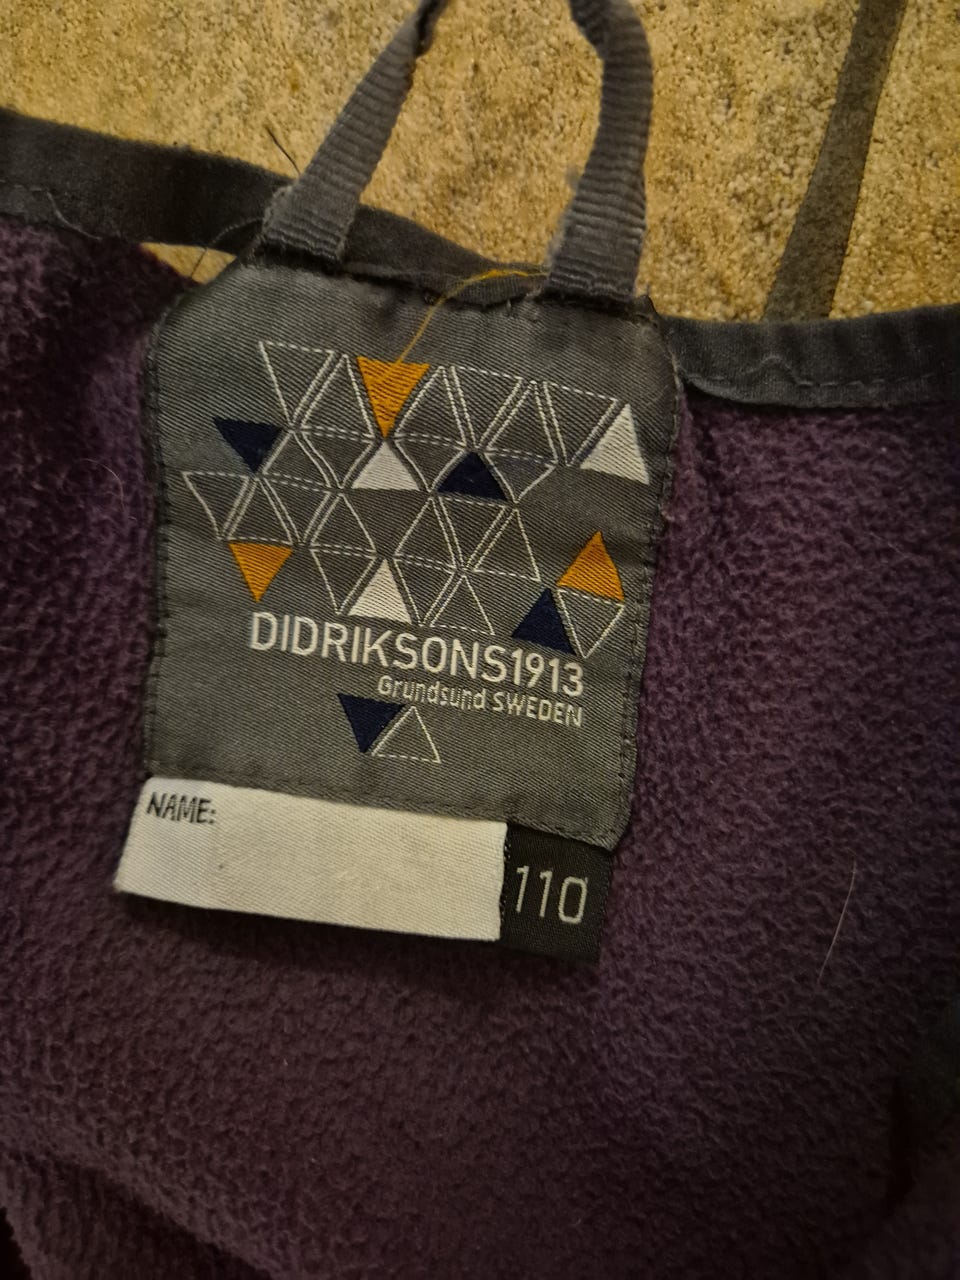 DIDRIKSONS1913
Grundsund SWEDEN
NAME:
110